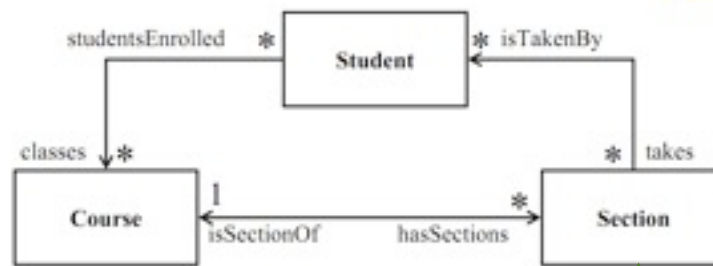 studentsEnrolled * Student * isTakenBy
classes * * takes
Course 1 * Section
isSectionOf hasSections